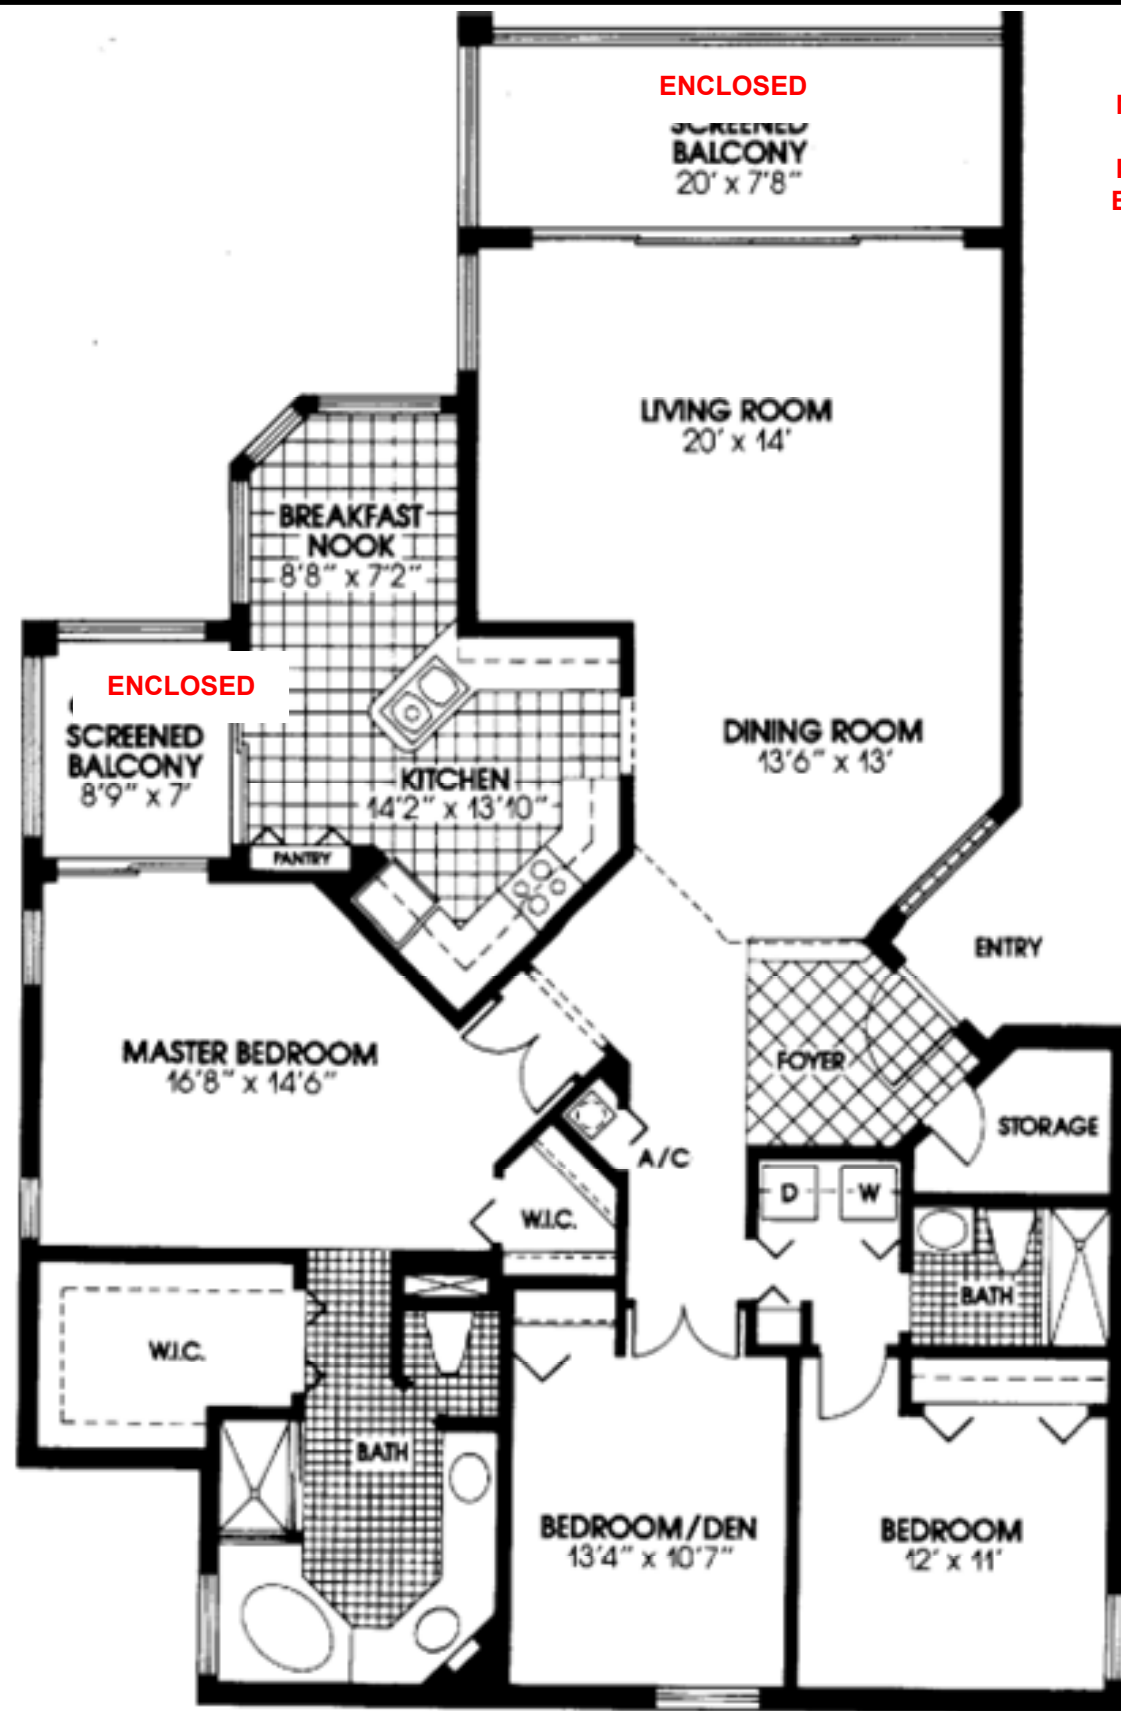 ENCLOSED
SCREENED
BALCONY
20' x 7'8"
LIVING ROOM
20' x 14'
BREAKFAST
NOOK
8'8" x 7'2"
ENCLOSED
SCREENED
BALCONY
8'9" x 7'
DINING ROOM
13'6" x 13'
KITCHEN
14'2" x 13'10"
PANTRY
ENTRY
MASTER BEDROOM
16'8" x 14'6"
FOYER
STORAGE
A/C
D
W
W.I.C.
BATH
W.I.C.
BATH
BEDROOM/DEN
13'4" x 10'7"
BEDROOM
12' x 11'